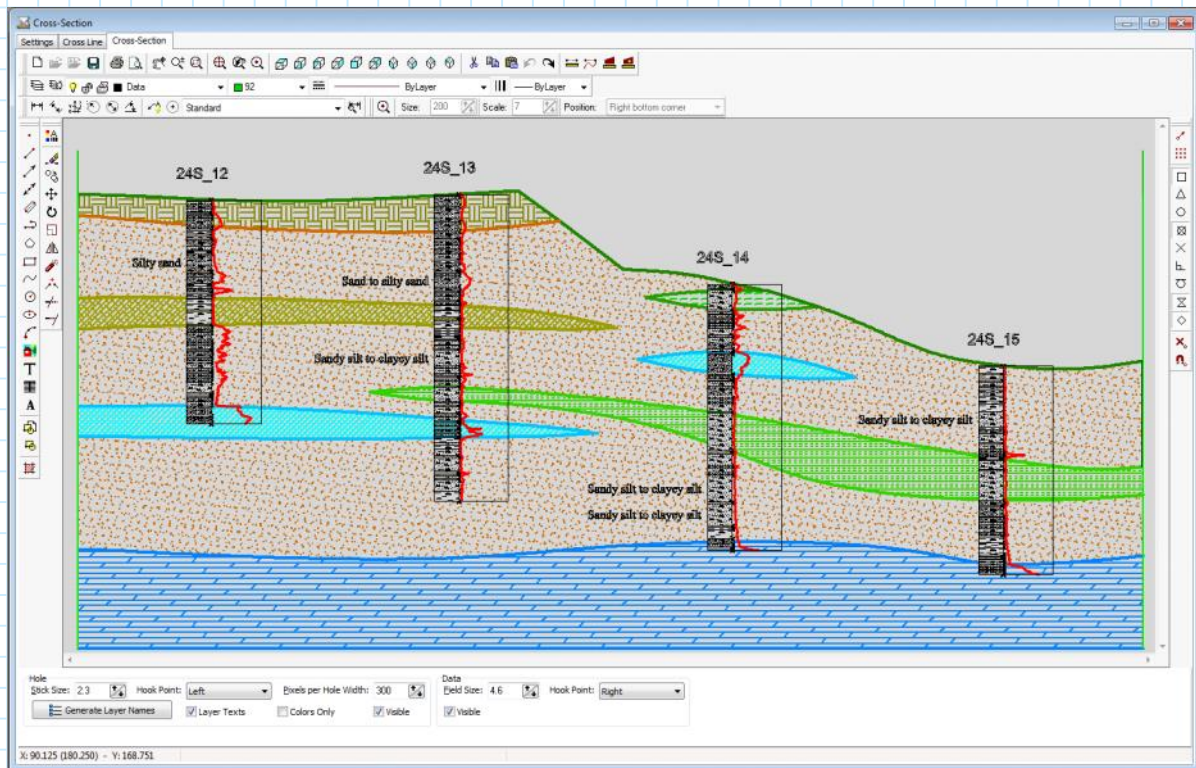 Cross-Section
Settings Cross Line Cross-Section
Data 92 ByLayer ByLayer
Standard Size: 200 Scale: 7 Position: Right bottom corner
24S_12
24S_13
24S_14
24S_15
Silty sand
Sand to silty sand
Sandy silt to clayey silt
Sandy silt to clayey silt
Sandy silt to clayey silt
Sandy silt to clayey silt
Hole
Stick Size: 2.3 Hook Point: Left Pixels per Hole Width: 300
Generate Layer Names Layer Texts Colors Only Visible
Data
Field Size: 4.6 Hook Point: Right
Visible
X: 90.125 (180.250) - Y: 168.751